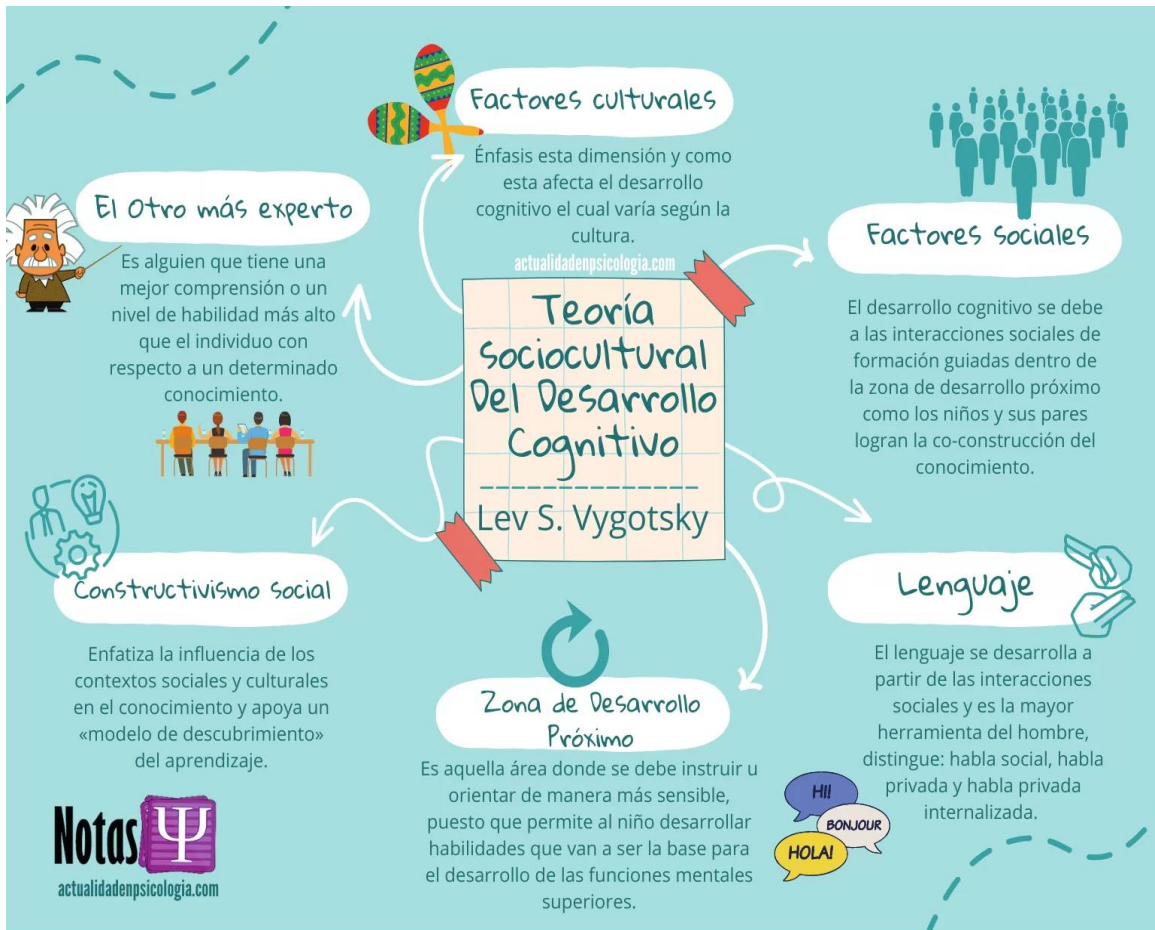 Teoría
Sociocultural
Del Desarrollo
Cognitivo
Lev S. Vygotsky
Factores culturales
Énfasis esta dimensión y como
esta afecta el desarrollo
cognitivo el cual varía según la
cultura.
actualidadenpsicologia.com
Factores sociales
El desarrollo cognitivo se debe
a las interacciones sociales de
formación guiadas dentro de
la zona de desarrollo próximo
como los niños y sus pares
logran la co-construcción del
conocimiento.
El Otro más experto
Es alguien que tiene una
mejor comprensión o un
nivel de habilidad más alto
que el individuo con
respecto a un determinado
conocimiento.
Constructivismo social
Enfatiza la influencia de los
contextos sociales y culturales
en el conocimiento y apoya un
«modelo de descubrimiento»
del aprendizaje.
Zona de Desarrollo
Próximo
Es aquella área donde se debe instruir u
orientar de manera más sensible,
puesto que permite al niño desarrollar
habilidades que van a ser la base para
el desarrollo de las funciones mentales
superiores.
Lenguaje
El lenguaje se desarrolla a
partir de las interacciones
sociales y es la mayor
herramienta del hombre,
distingue: habla social, habla
privada y habla privada
internalizada.
HI!
BONJOUR
HOLA!
Notas Ψ
actualidadenpsicologia.com